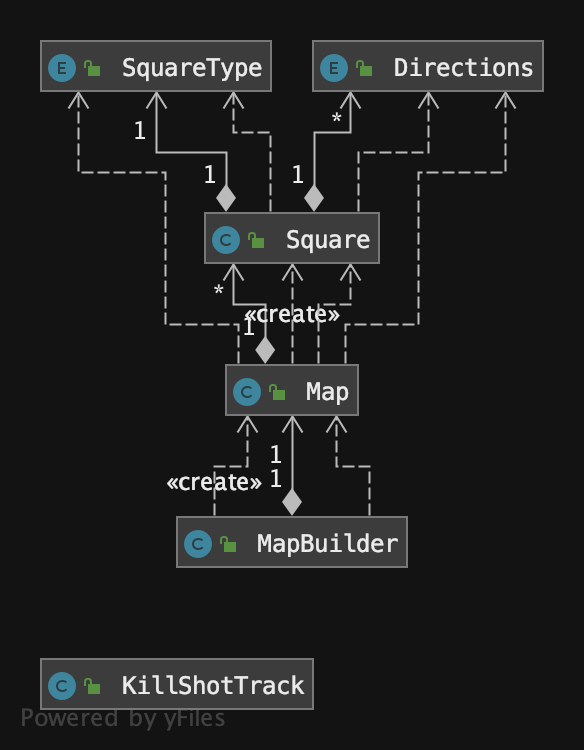 E SquareType
E Directions
1
*
1
1
C Square
*
«create»
1
C Map
1
«create»
1
C MapBuilder
C KillShotTrack
Powered by yFiles